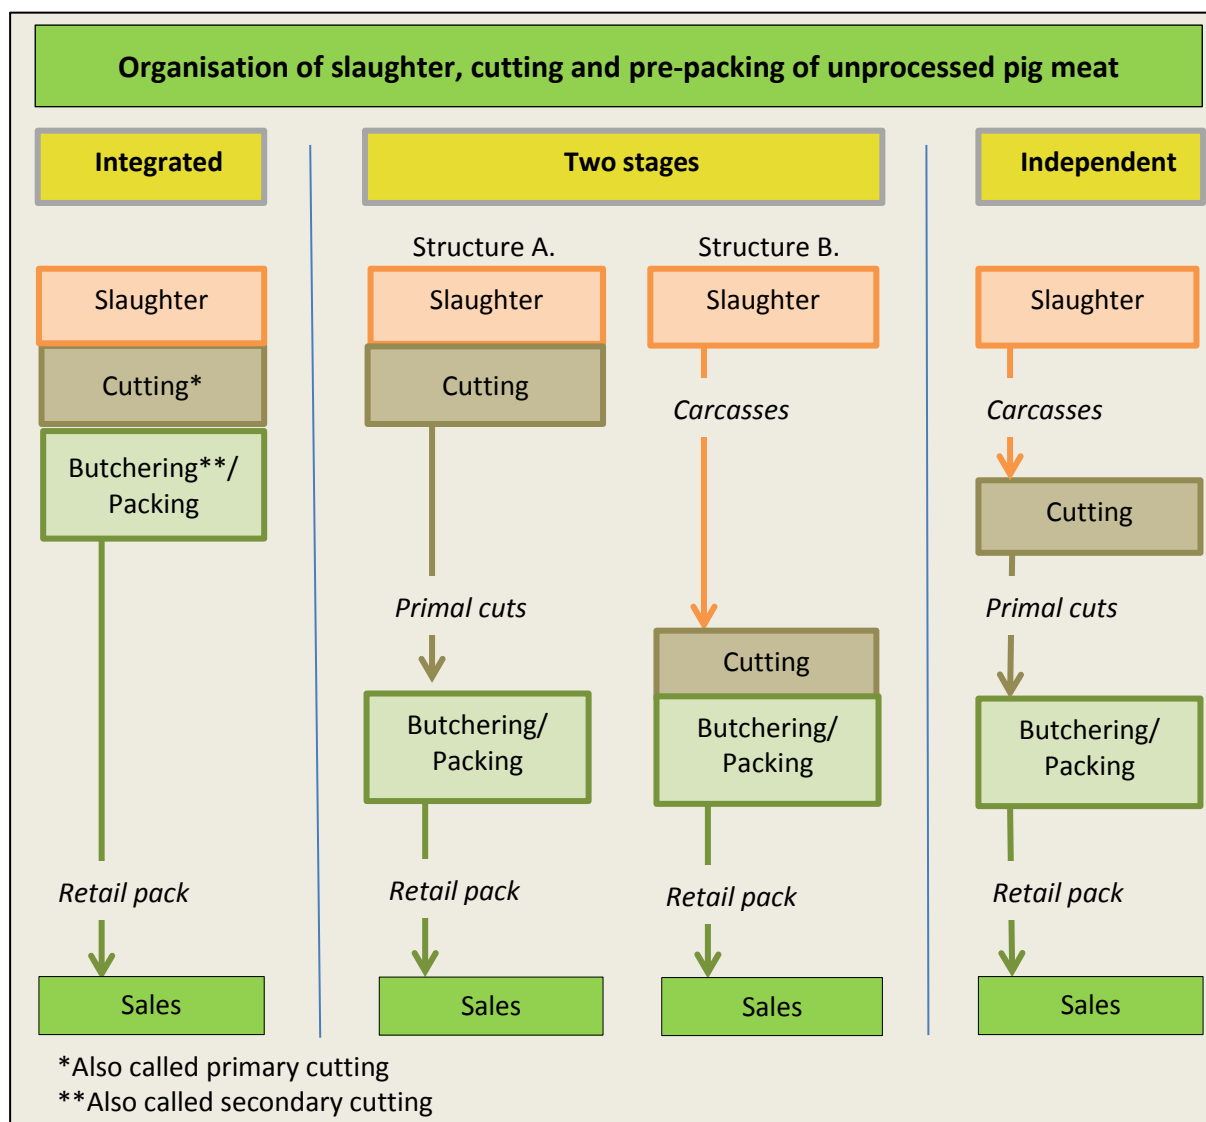 Organisation of slaughter, cutting and pre-packing of unprocessed pig meat
Integrated
Two stages
Independent
Structure A.
Structure B.
Slaughter
Slaughter
Slaughter
Slaughter
Cutting*
Cutting
Carcasses
Carcasses
Butchering**/
Packing
Cutting
Primal cuts
Primal cuts
Cutting
Butchering/
Packing
Butchering/
Packing
Butchering/
Packing
Retail pack
Retail pack
Retail pack
Retail pack
Sales
Sales
Sales
Sales
*Also called primary cutting
**Also called secondary cutting